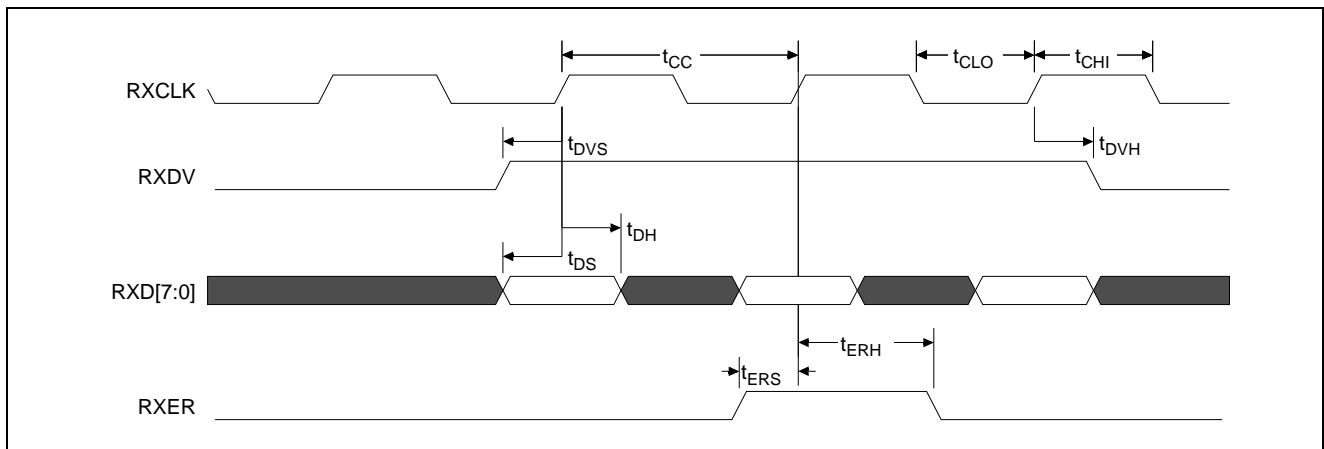 tCC
tCLO
tCHI
RXCLK
tDVS
tDVH
RXDV
tDH
tDS
RXD[7:0]
tERH
tERS
RXER